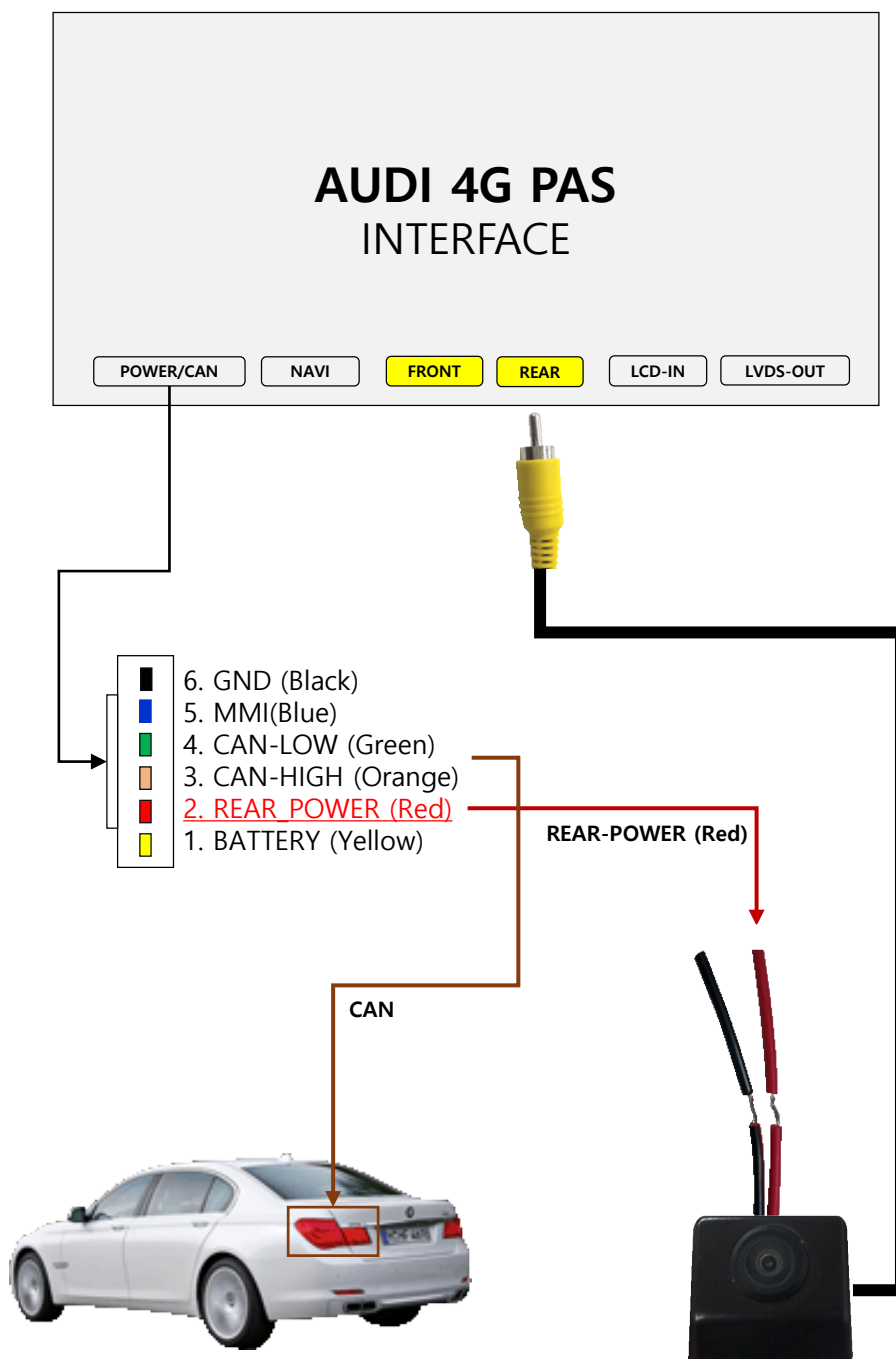 AUDI 4G PAS
INTERFACE
POWER/CAN
NAVI
FRONT
REAR
LCD-IN
LVDS-OUT
6. GND (Black)
5. MMI(Blue)
4. CAN-LOW (Green)
3. CAN-HIGH (Orange)
2. REAR_POWER (Red)
1. BATTERY (Yellow)
REAR-POWER (Red)
CAN